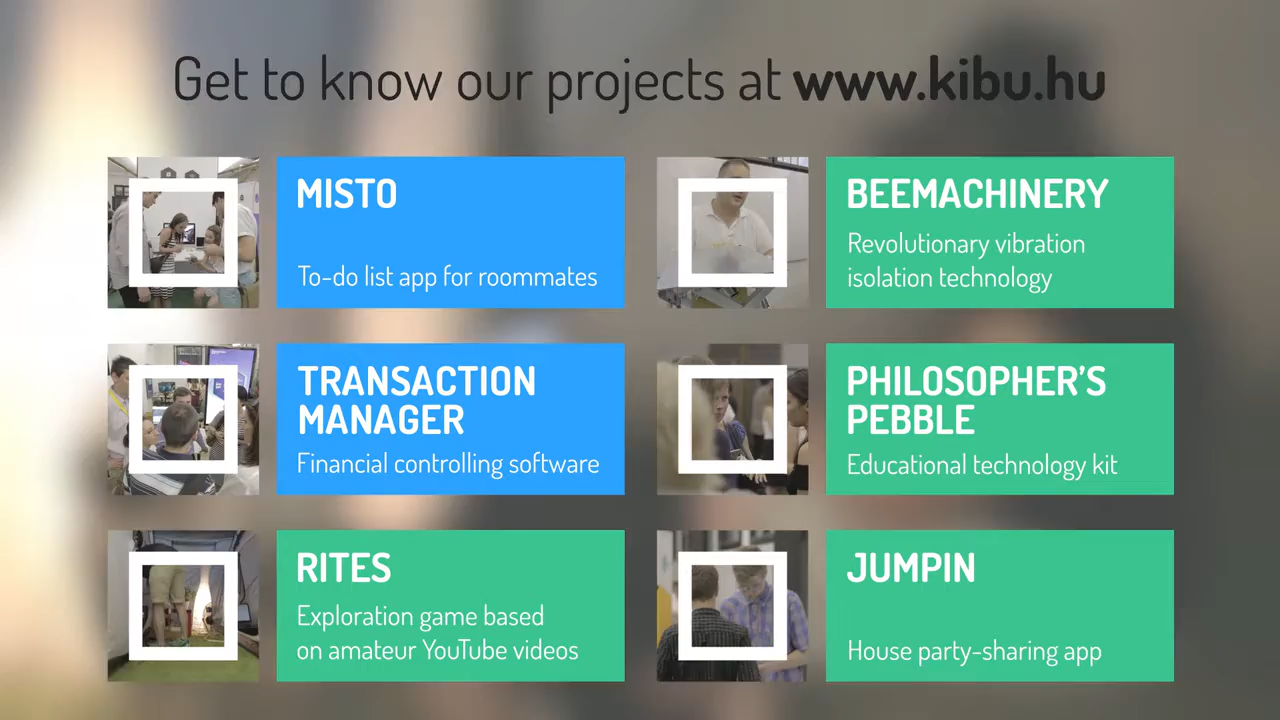 Get to know our projects at www.kibu.hu
MISTO
To-do list app for roommates
BEEMACHINERY
Revolutionary vibration
isolation technology
TRANSACTION
MANAGER
Financial controlling software
PHILOSOPHER'S
PEBBLE
Educational technology kit
RITES
Exploration game based
on amateur YouTube videos
JUMPIN
House party-sharing app